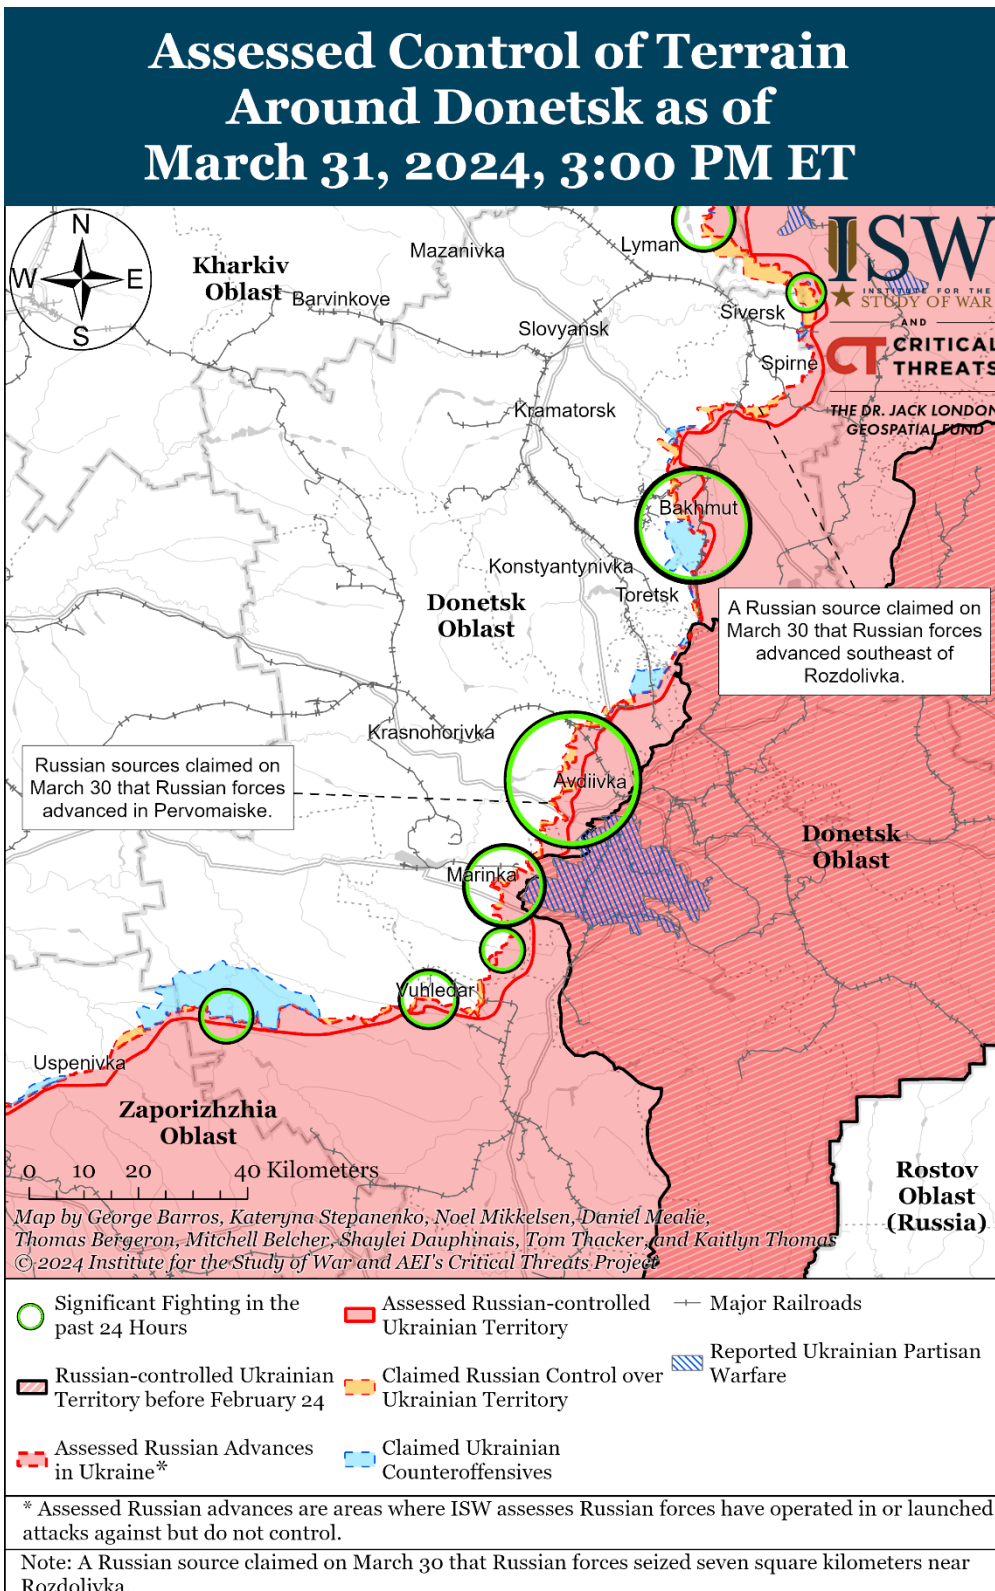 Assessed Control of Terrain
Around Donetsk as of
March 31, 2024, 3:00 PM ET
N
W
E
S
Kharkiv
Oblast
Mazanivka
Barvinkove
Lyman
Slovyansk
Siversk
Spirne
Kramatorsk
ISW
INSTITUTE FOR THE
STUDY OF WAR
AND
CT CRITICAL
THREATS
THE DR. JACK LONDON
GEOSPATIAL FUND
Bakhmut
Konstyantynivka
Toretsk
Donetsk
Oblast
A Russian source claimed on
March 30 that Russian forces
advanced southeast of
Rozdolivka.
Krasnohorivka
Russian sources claimed on
March 30 that Russian forces
advanced in Pervomaiske.
Avdiivka
Donetsk
Oblast
Marinka
Vuhledar
Uspenivka
Zaporizhzhia
Oblast
Rostov
Oblast
(Russia)
0 10 20 40 Kilometers
Map by George Barros, Kateryna Stepanenko, Noel Mikkelsen, Daniel Mealie,
Thomas Bergeron, Mitchell Belcher, Shaylei Dauphinais, Tom Thacker, and Kaitlyn Thomas
© 2024 Institute for the Study of War and AEI's Critical Threats Project
Significant Fighting in the
past 24 Hours
Assessed Russian-controlled
Ukrainian Territory
Major Railroads
Russian-controlled Ukrainian
Territory before February 24
Claimed Russian Control over
Ukrainian Territory
Reported Ukrainian Partisan
Warfare
Assessed Russian Advances
in Ukraine*
Claimed Ukrainian
Counteroffensives
* Assessed Russian advances are areas where ISW assesses Russian forces have operated in or launched
attacks against but do not control.
Note: A Russian source claimed on March 30 that Russian forces seized seven square kilometers near
Rozdolivka